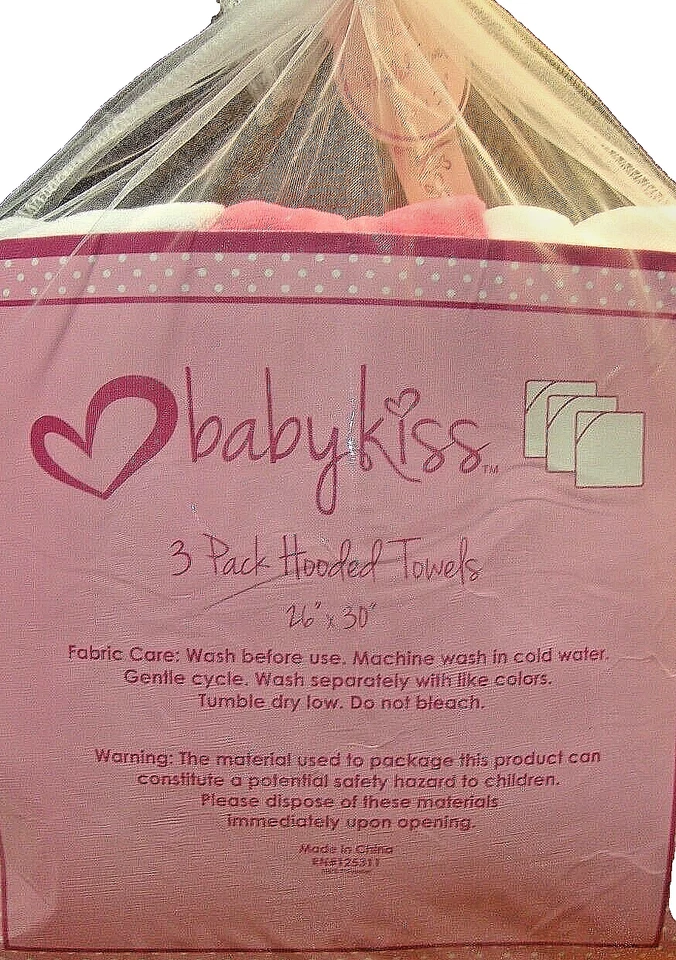 babykiss™
3 Pack Hooded Towels
26" x 30"
Fabric Care: Wash before use. Machine wash in cold water.
Gentle cycle. Wash separately with like colors.
Tumble dry low. Do not bleach.
Warning: The material used to package this product can
constitute a potential safety hazard to children.
Please dispose of these materials
immediately upon opening.
Made in China
RN#125311